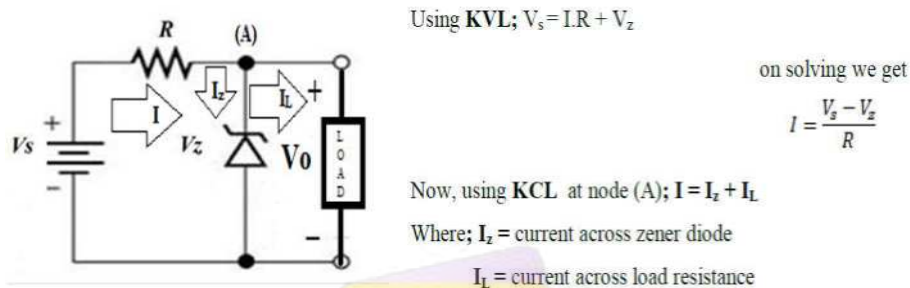 Using KVL; Vs = I.R + Vz
on solving we get
I = (Vs − Vz) / R
R
(A)
Iz
IL
+
I
+
Vs
−
Vz
V0
LOAD
−
Now, using KCL at node (A); I = Iz + IL
Where; Iz = current across zener diode
IL = current across load resistance